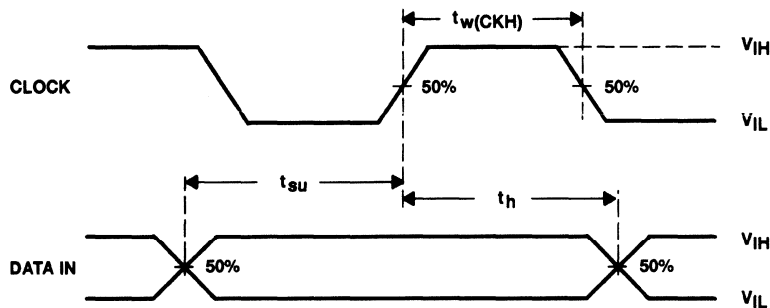 tw(CKH)
VIH
CLOCK
50%
50%
VIL
tsu
th
VIH
DATA IN
50%
50%
VIL